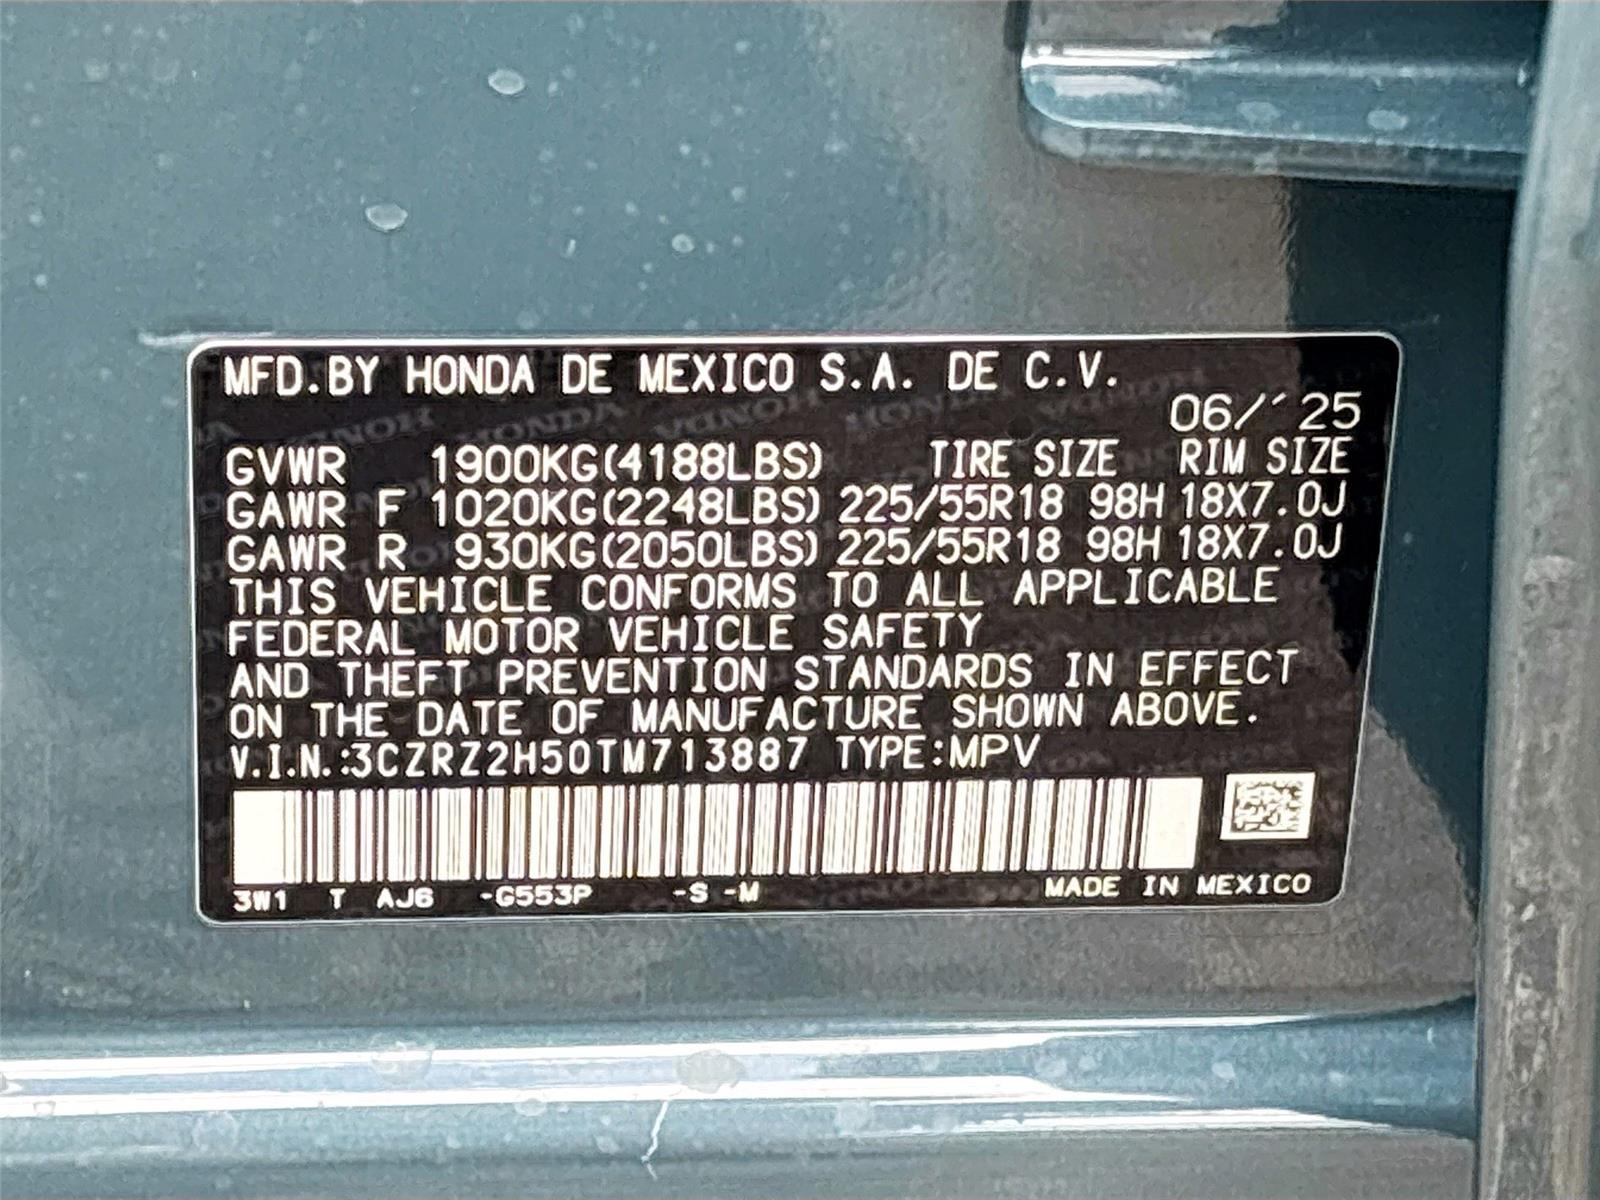 MFD.BY HONDA DE MEXICO S.A. DE C.V.
06/'25
GVWR 1900KG(4188LBS) TIRE SIZE RIM SIZE
GAWR F 1020KG(2248LBS) 225/55R18 98H 18X7.0J
GAWR R 930KG(2050LBS) 225/55R18 98H 18X7.0J
THIS VEHICLE CONFORMS TO ALL APPLICABLE
FEDERAL MOTOR VEHICLE SAFETY
AND THEFT PREVENTION STANDARDS IN EFFECT
ON THE DATE OF MANUFACTURE SHOWN ABOVE.
V.I.N.:3CZRZ2H50TM713887 TYPE:MPV
3W1 T AJ6 -G553P -S -M MADE IN MEXICO